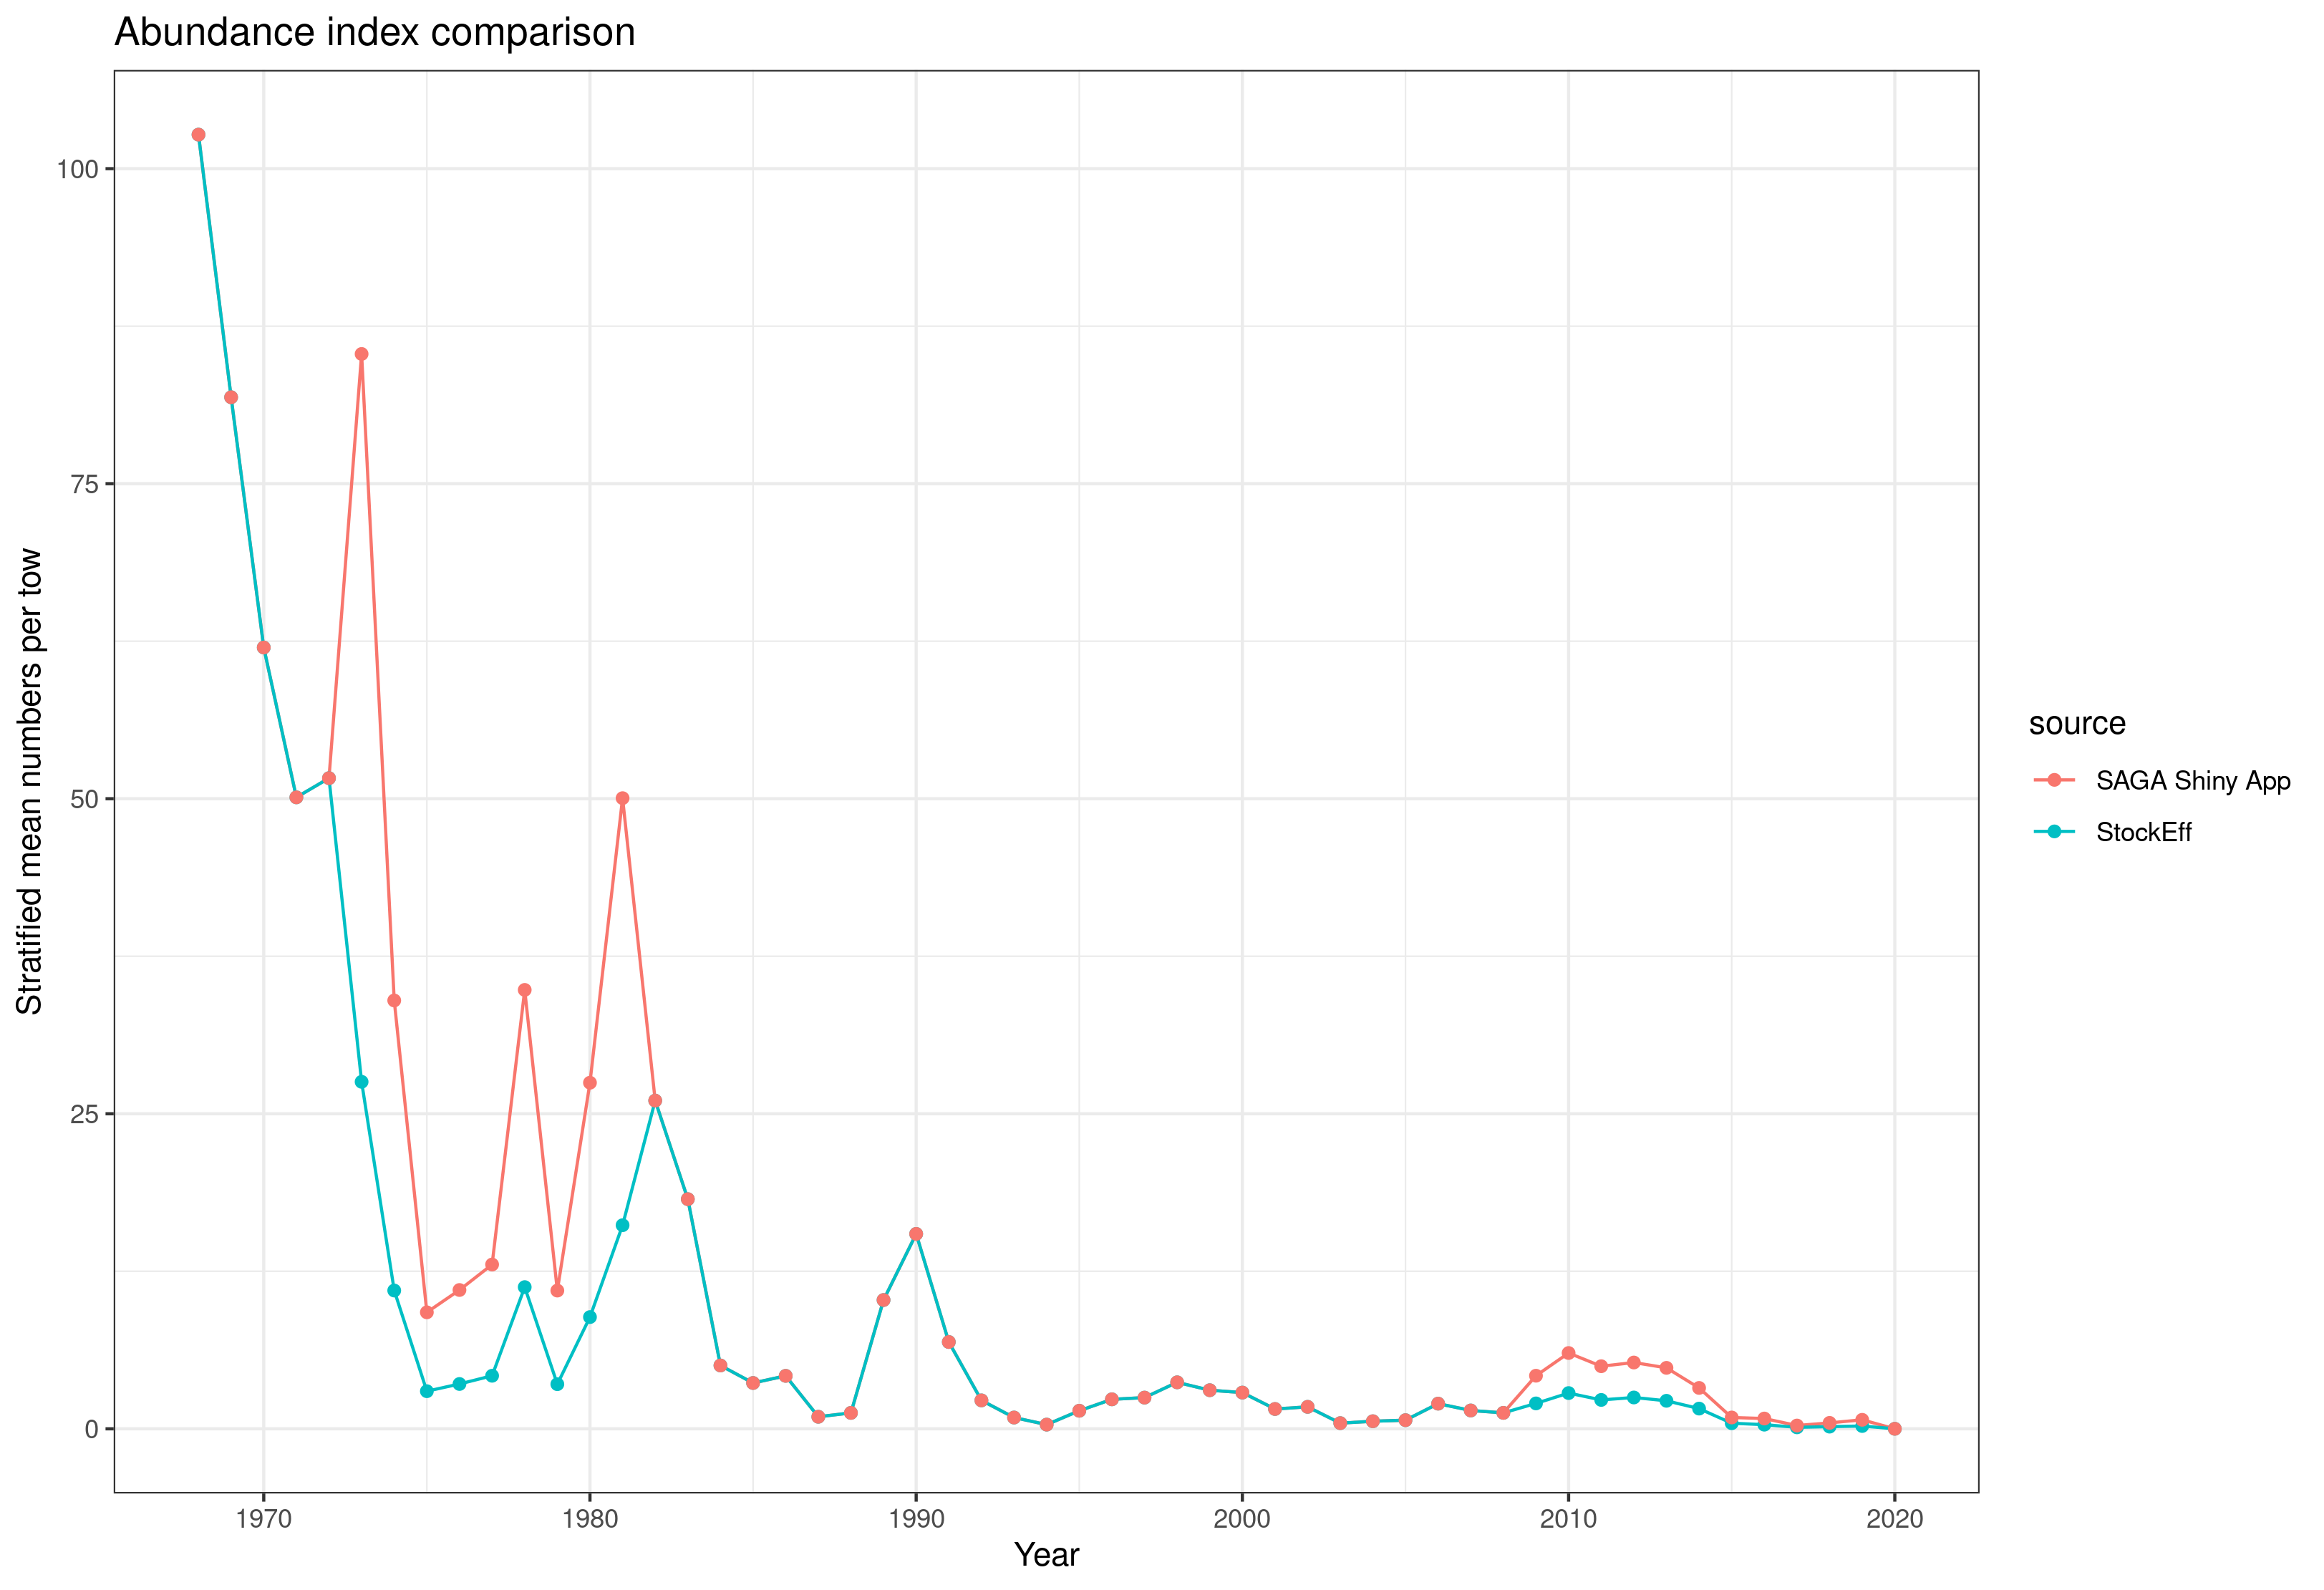 Abundance index comparison
Stratified mean numbers per tow
100
75
50
25
0
1970 1980 1990 2000 2010 2020
Year
source
SAGA Shiny App
StockEff